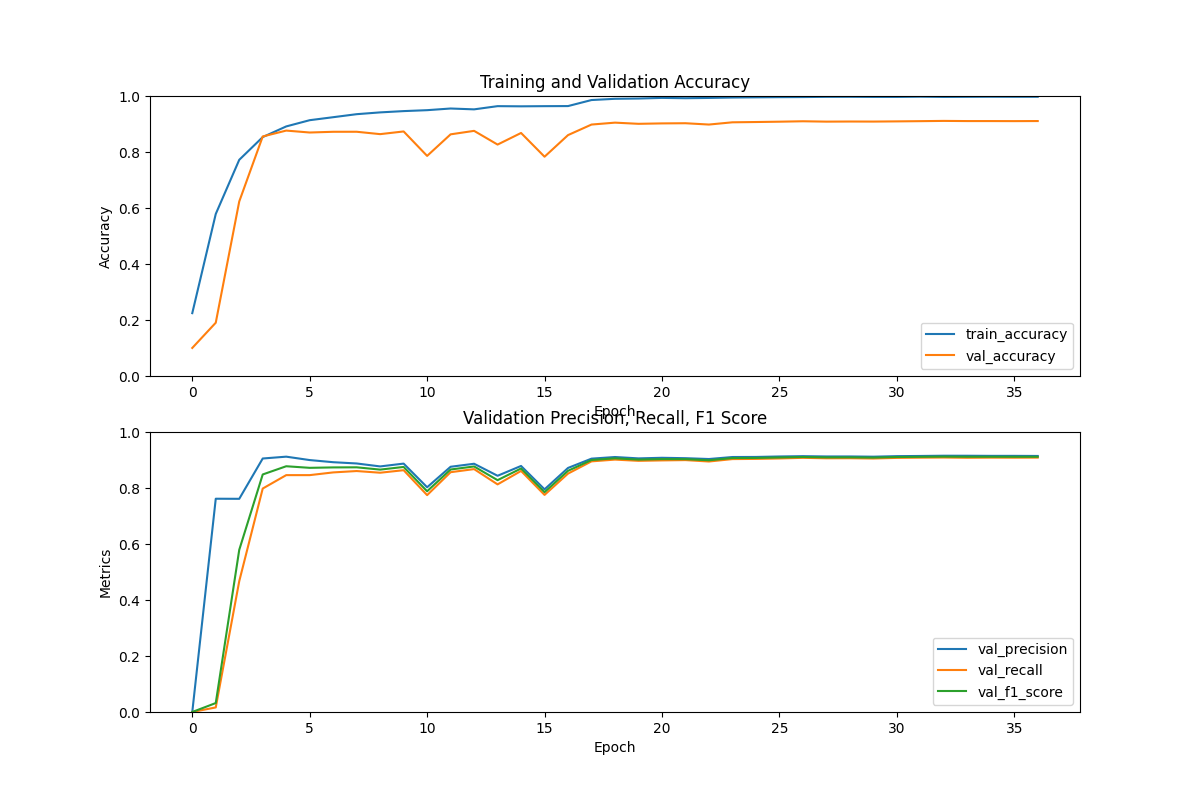 Training and Validation Accuracy
1.0
0.8
0.6
0.4
0.2
0.0
Accuracy
train_accuracy
val_accuracy
0 5 10 15 20 25 30 35
Epoch
Validation Precision, Recall, F1 Score
1.0
0.8
0.6
0.4
0.2
0.0
Metrics
val_precision
val_recall
val_f1_score
0 5 10 15 20 25 30 35
Epoch